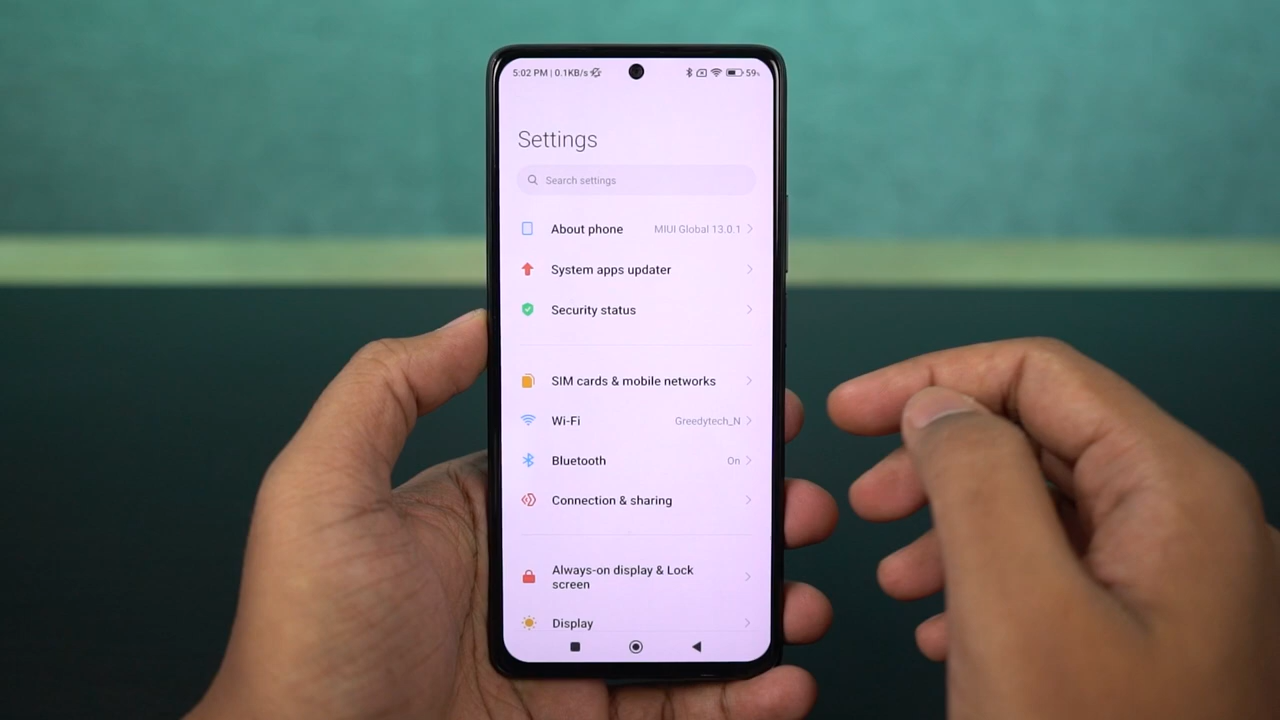 5:02 PM | 0.1KB/s
59%
Settings
Search settings
About phone
MIUI Global 13.0.1
System apps updater
Security status
SIM cards & mobile networks
Wi-Fi
Greedytech_N
Bluetooth
On
Connection & sharing
Always-on display & Lock
screen
Display